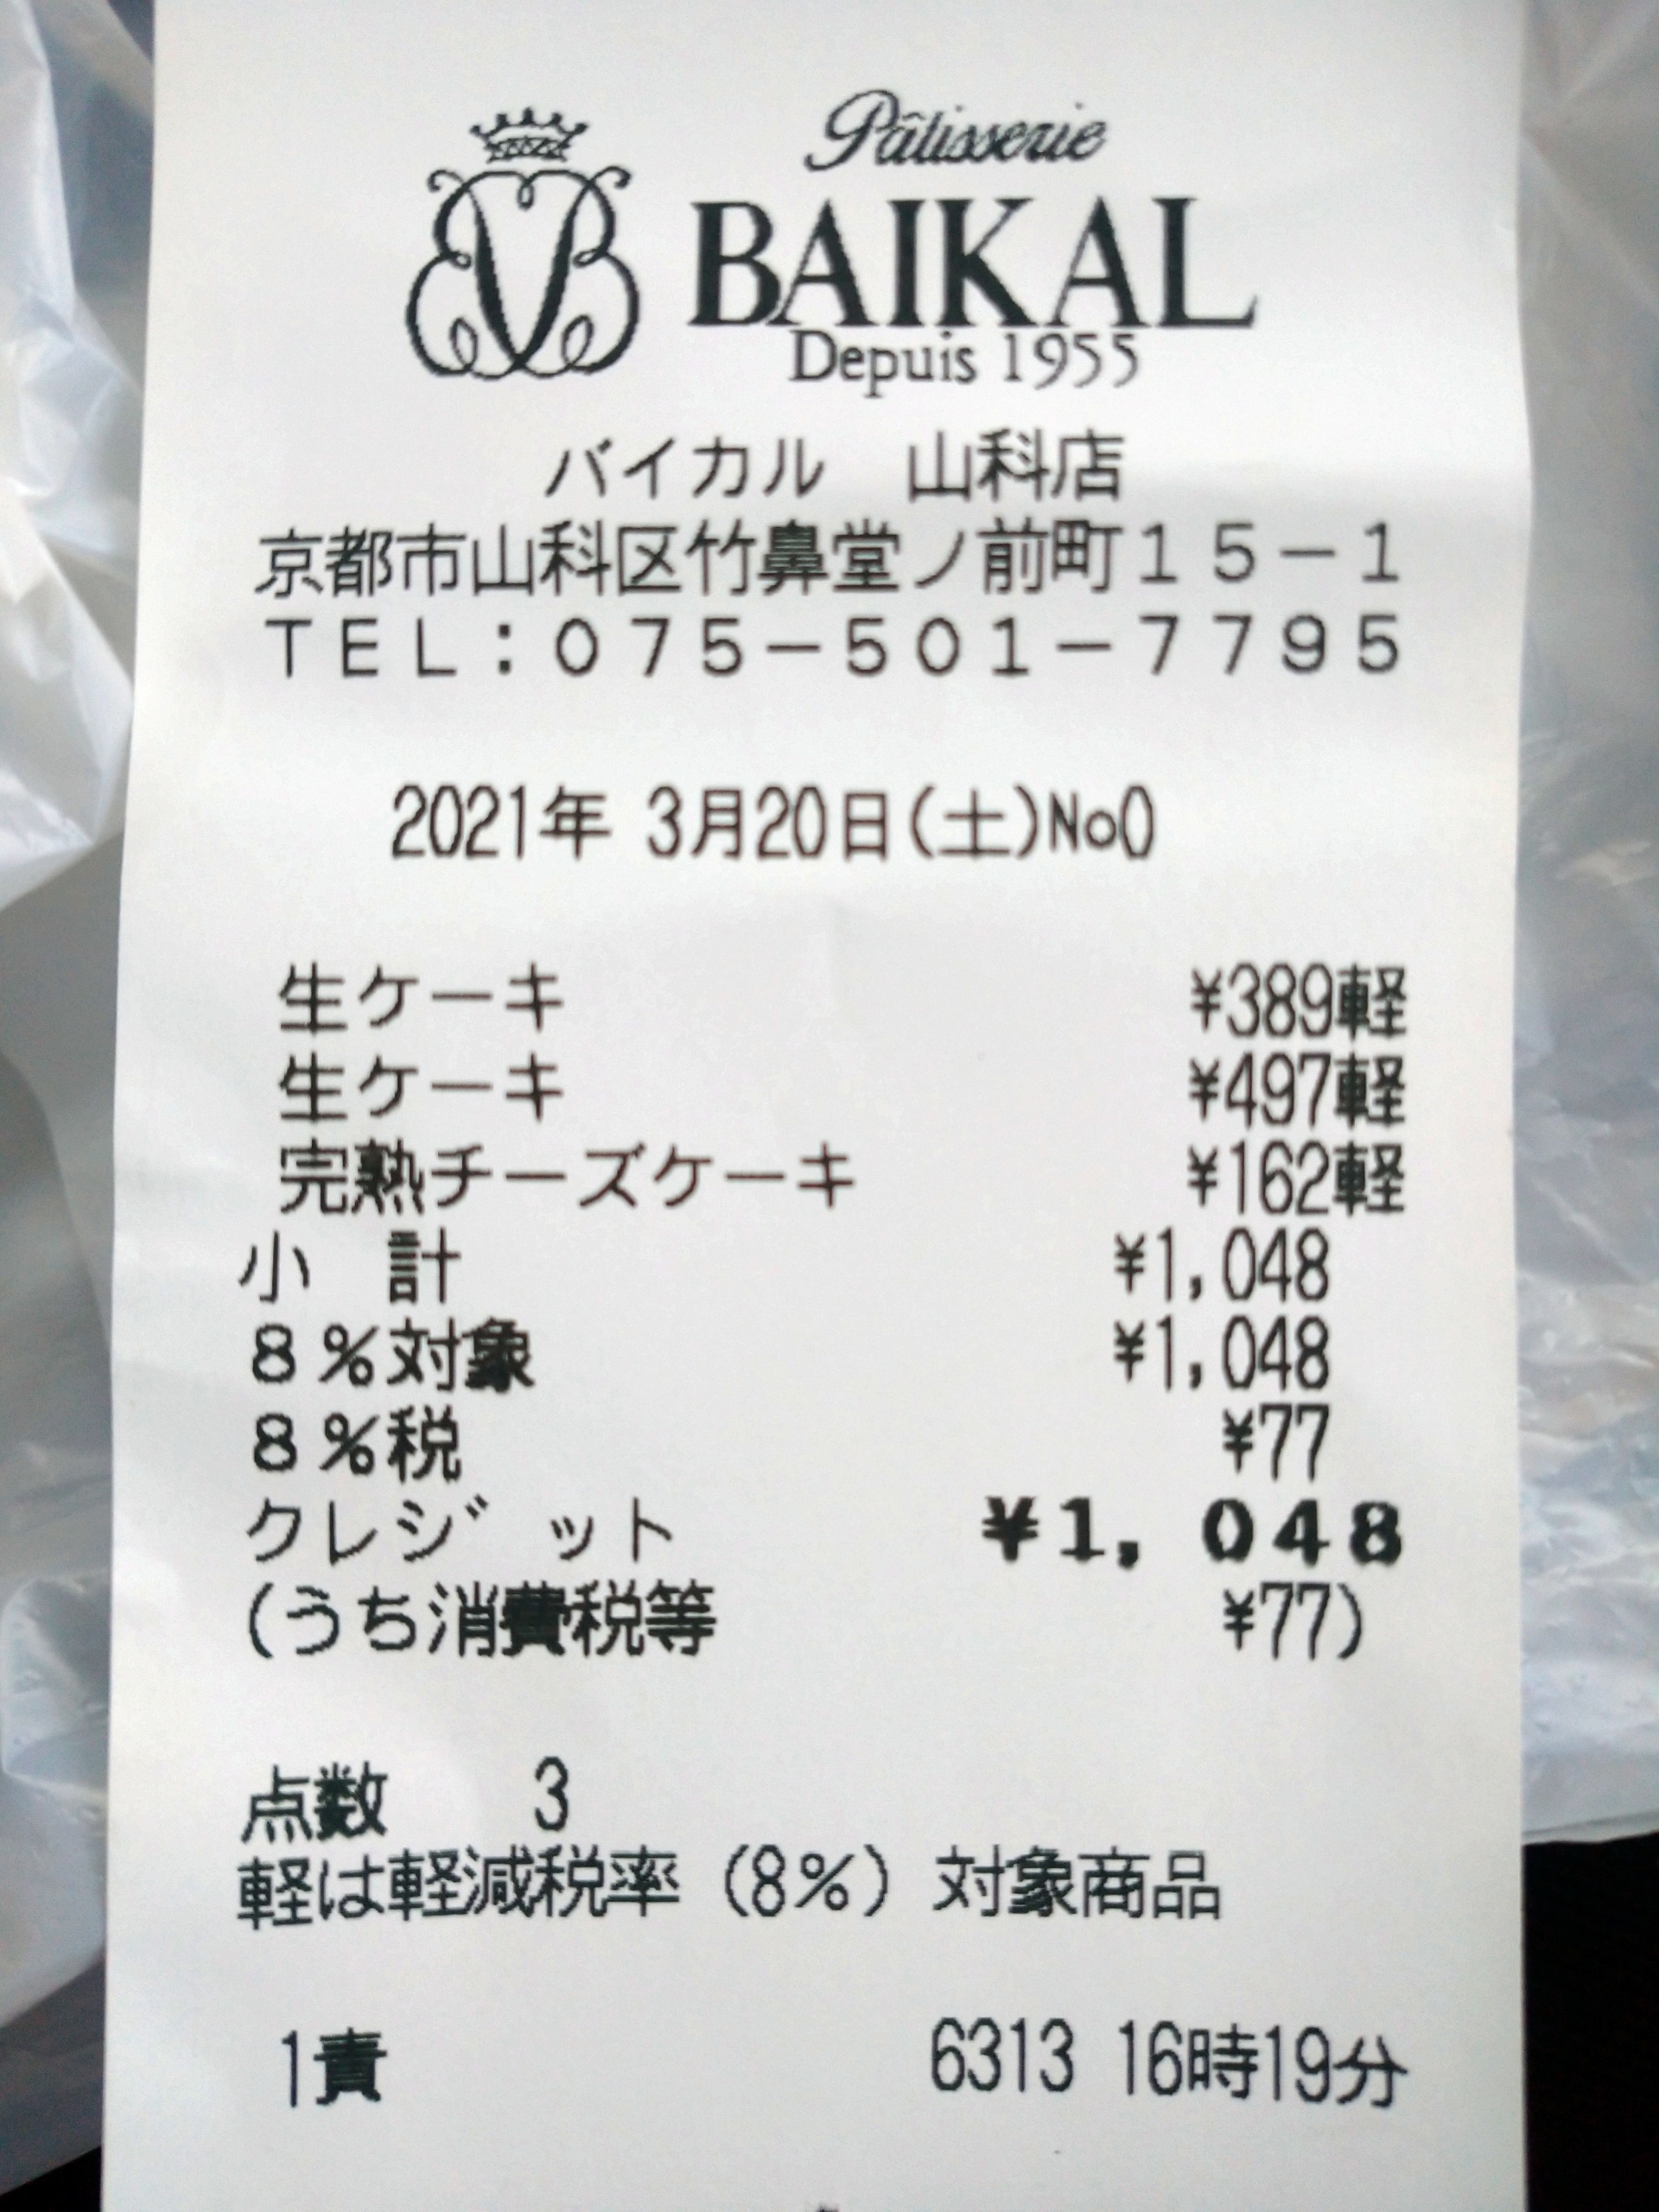 Pâtisserie
BAIKAL
Depuis 1955
バイカル　山科店
京都市山科区竹鼻堂ノ前町１５－１
ＴＥＬ：０７５－５０１－７７９５
2021年 3月20日(土)No0
生ケーキ ¥389軽
生ケーキ ¥497軽
完熟チーズケーキ ¥162軽
小　計 ¥1,048
８％対象 ¥1,048
８％税 ¥77
クレジット ¥1,048
(うち消費税等 ¥77)
点数 3
軽は軽減税率（8％）対象商品
1責 6313 16時19分